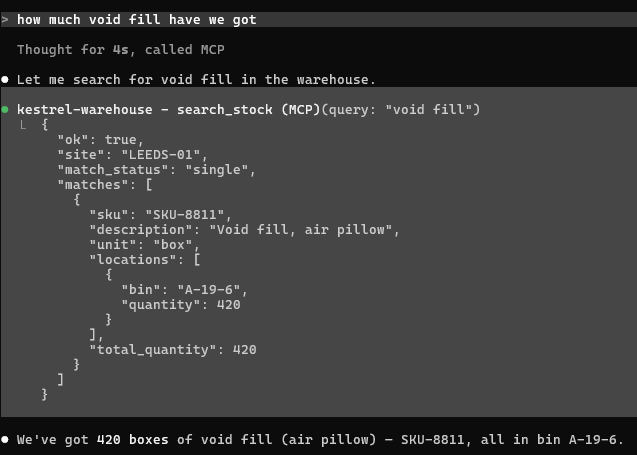 > how much void fill have we got
Thought for 4s, called MCP
● Let me search for void fill in the warehouse.
● kestrel-warehouse - search_stock (MCP)(query: "void fill")
└ {
"ok": true,
"site": "LEEDS-01",
"match_status": "single",
"matches": [
{
"sku": "SKU-8811",
"description": "Void fill, air pillow",
"unit": "box",
"locations": [
{
"bin": "A-19-6",
"quantity": 420
}
],
"total_quantity": 420
}
]
}
● We've got 420 boxes of void fill (air pillow) — SKU-8811, all in bin A-19-6.